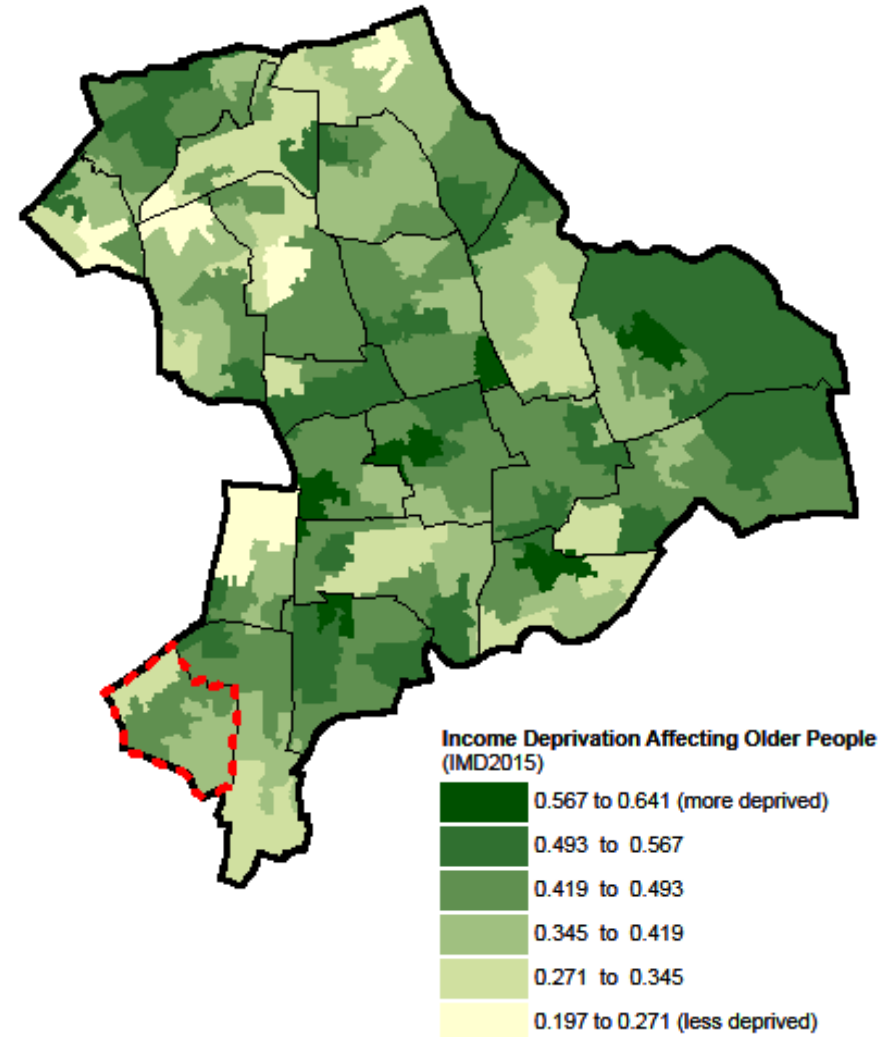 Income Deprivation Affecting Older People
(IMD2015)
0.567 to 0.641 (more deprived)
0.493 to 0.567
0.419 to 0.493
0.345 to 0.419
0.271 to 0.345
0.197 to 0.271 (less deprived)